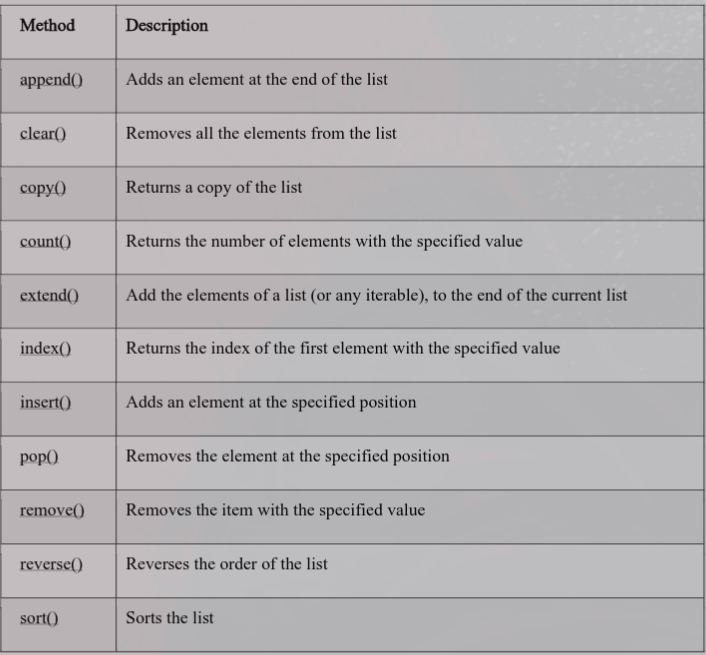 Method Description
append() Adds an element at the end of the list
clear() Removes all the elements from the list
copy() Returns a copy of the list
count() Returns the number of elements with the specified value
extend() Add the elements of a list (or any iterable), to the end of the current list
index() Returns the index of the first element with the specified value
insert() Adds an element at the specified position
pop() Removes the element at the specified position
remove() Removes the item with the specified value
reverse() Reverses the order of the list
sort() Sorts the list